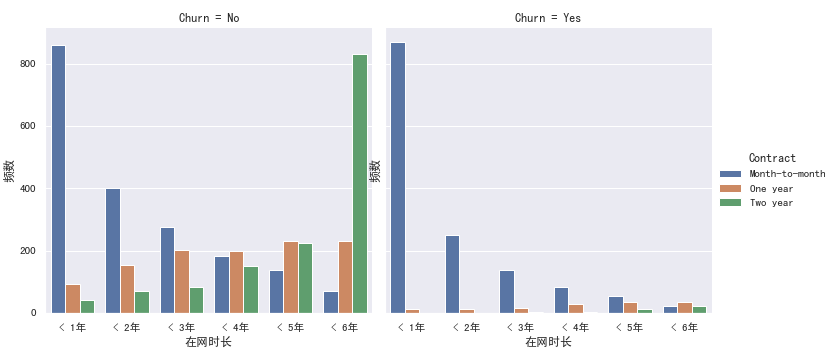 Churn = No
Churn = Yes
800
600
400
200
0
频数
频数
< 1年 < 2年 < 3年 < 4年 < 5年 < 6年
< 1年 < 2年 < 3年 < 4年 < 5年 < 6年
在网时长
在网时长
Contract
Month-to-month
One year
Two year